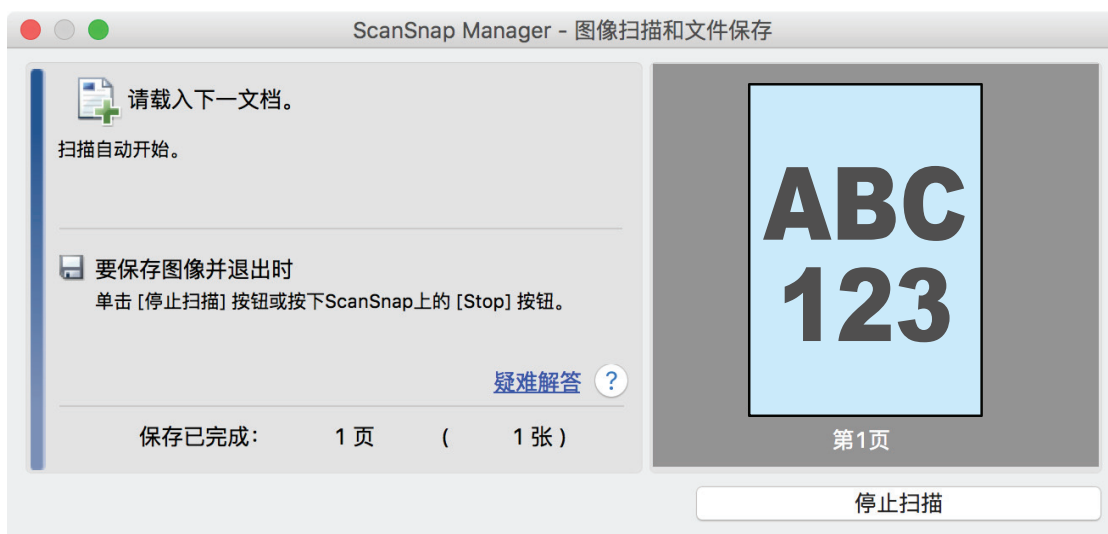 ScanSnap Manager - 图像扫描和文件保存
请载入下一文档。
扫描自动开始。
要保存图像并退出时
单击 [停止扫描] 按钮或按下ScanSnap上的 [Stop] 按钮。
疑难解答 ?
保存已完成: 1 页 ( 1 张 )
ABC
123
第1页
停止扫描